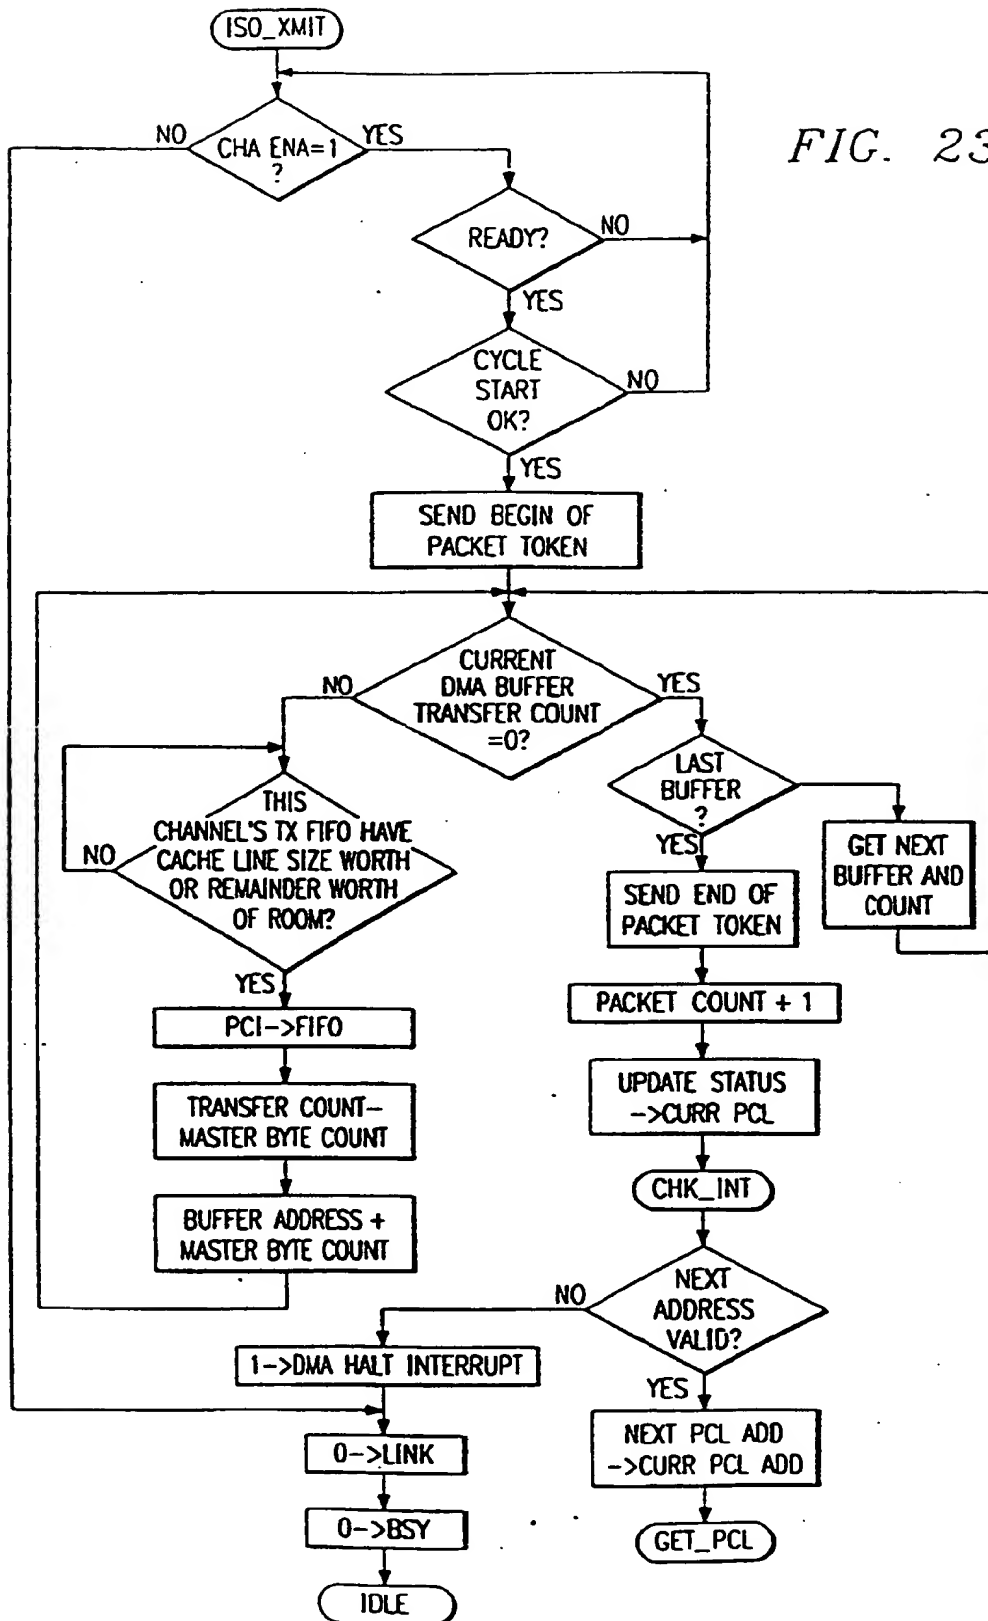 ISO_XMIT
FIG. 23
NO
CHA ENA=1
?
YES
READY?
NO
YES
CYCLE
START
OK?
NO
YES
SEND BEGIN OF
PACKET TOKEN
CURRENT
DMA BUFFER
TRANSFER COUNT
=0?
NO
YES
THIS
CHANNEL'S TX FIFO HAVE
CACHE LINE SIZE WORTH
OR REMAINDER WORTH
OF ROOM?
NO
YES
LAST
BUFFER
?
YES
GET NEXT
BUFFER AND
COUNT
SEND END OF
PACKET TOKEN
PCI->FIFO
PACKET COUNT + 1
TRANSFER COUNT-
MASTER BYTE COUNT
UPDATE STATUS
->CURR PCL
BUFFER ADDRESS +
MASTER BYTE COUNT
CHK_INT
NEXT
ADDRESS
VALID?
NO
YES
1->DMA HALT INTERRUPT
NEXT PCL ADD
->CURR PCL ADD
0->LINK
0->BSY
GET_PCL
IDLE